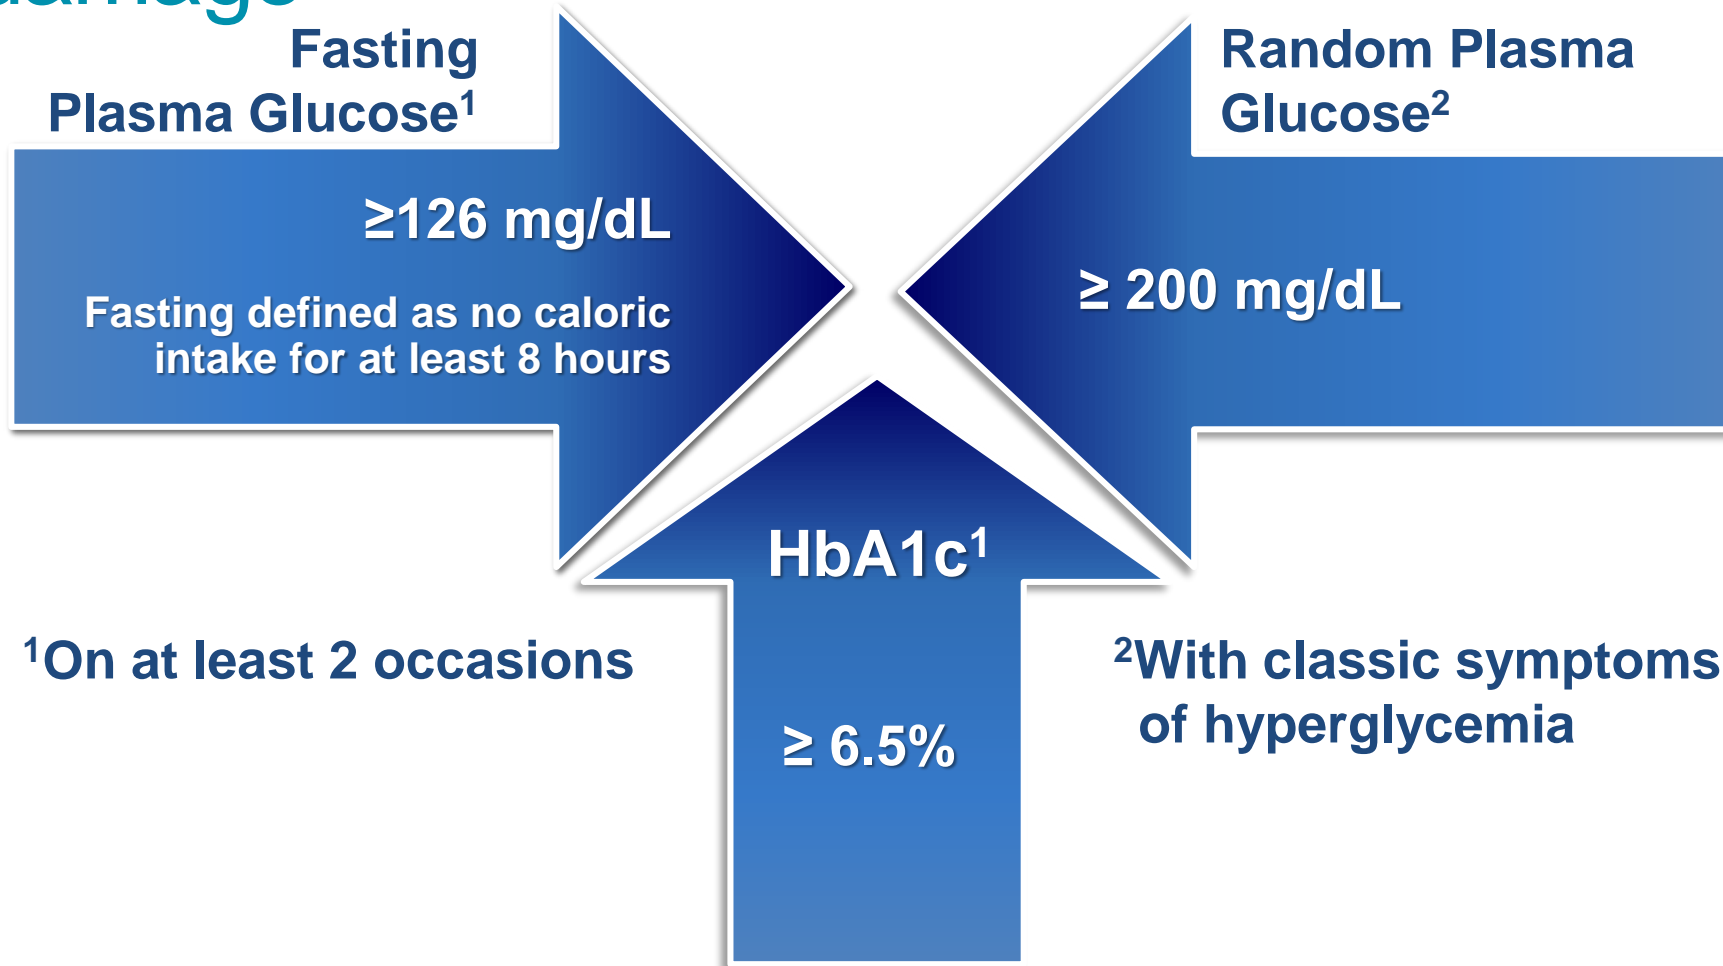 damage
Fasting
Plasma Glucose¹
≥126 mg/dL
Fasting defined as no caloric
intake for at least 8 hours
Random Plasma
Glucose²
≥ 200 mg/dL
HbA1c¹
≥ 6.5%
¹On at least 2 occasions
²With classic symptoms
of hyperglycemia